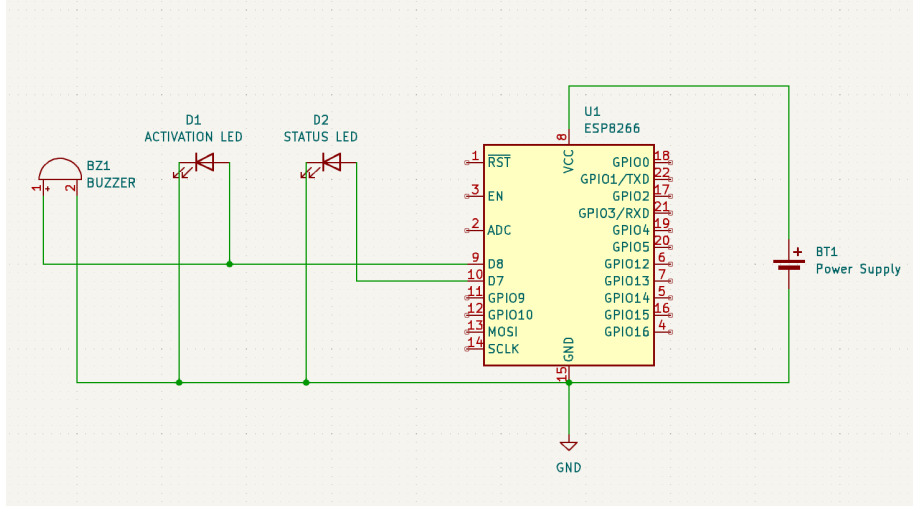 D1
ACTIVATION LED
D2
STATUS LED
BZ1
BUZZER
1
+
2
U1
ESP8266
8
VCC
1 RST
3 EN
2 ADC
9 D8
10 D7
11 GPIO9
12 GPIO10
13 MOSI
14 SCLK
GPIO0 18
GPIO1/TXD 22
GPIO2 17
GPIO3/RXD 21
GPIO4 19
GPIO5 20
GPIO12 6
GPIO13 7
GPIO14 5
GPIO15 16
GPIO16 4
GND
15
+
BT1
Power Supply
GND